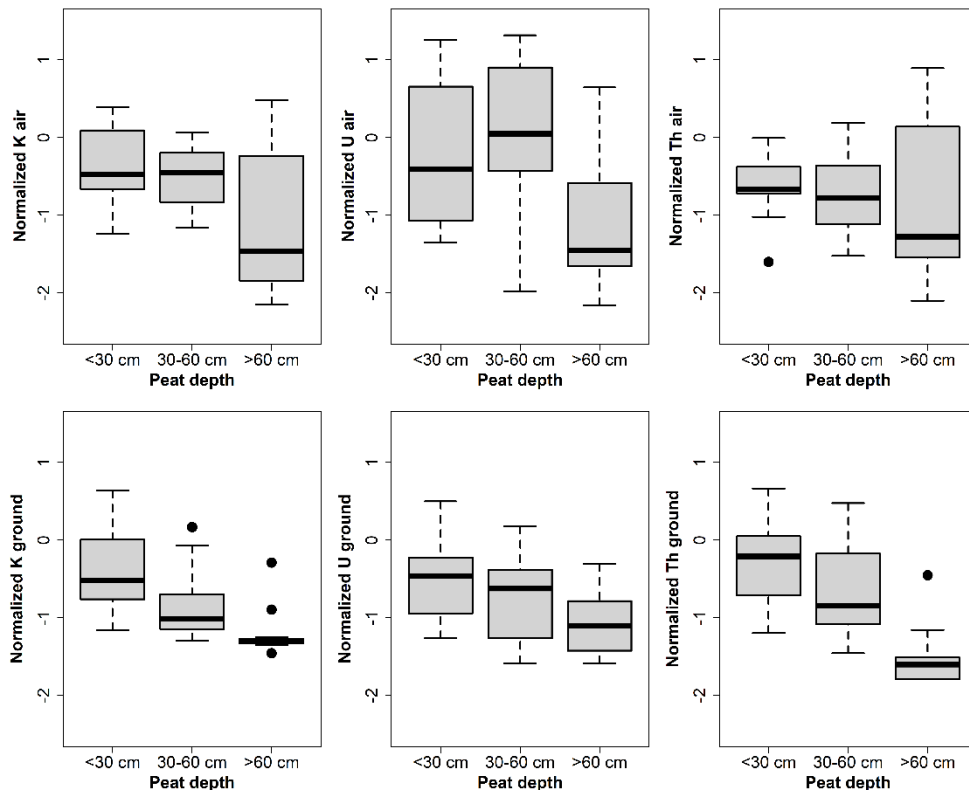 Normalized K air
1
0
-1
-2
<30 cm 30-60 cm >60 cm
Peat depth
Normalized U air
1
0
-1
-2
<30 cm 30-60 cm >60 cm
Peat depth
Normalized Th air
1
0
-1
-2
<30 cm 30-60 cm >60 cm
Peat depth
Normalized K ground
1
0
-1
-2
<30 cm 30-60 cm >60 cm
Peat depth
Normalized U ground
1
0
-1
-2
<30 cm 30-60 cm >60 cm
Peat depth
Normalized Th ground
1
0
-1
-2
<30 cm 30-60 cm >60 cm
Peat depth